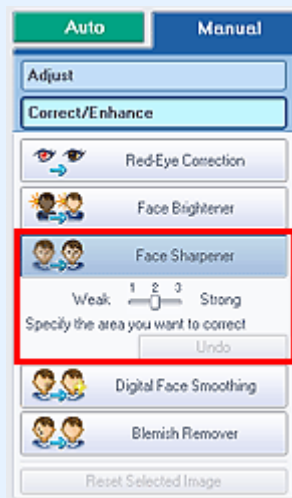 Auto Manual
Adjust
Correct/Enhance
Red-Eye Correction
Face Brightener
Face Sharpener
1 2 3
Weak Strong
Specify the area you want to correct
Undo
Digital Face Smoothing
Blemish Remover
Reset Selected Image